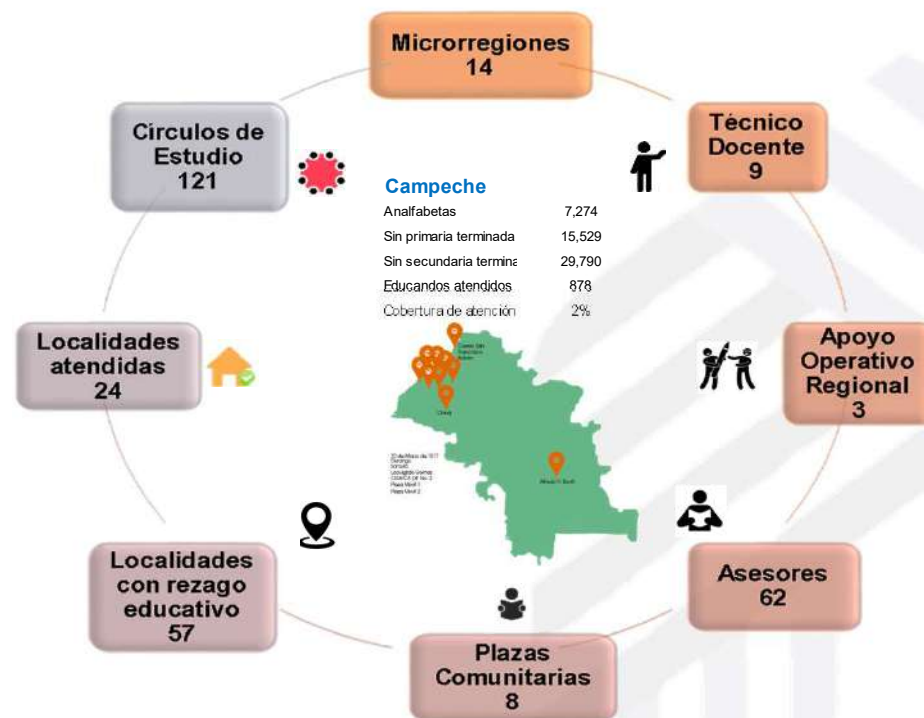 Microrregiones
14
Técnico
Docente
9
Apoyo
Operativo
Regional
3
Asesores
62
Plazas
Comunitarias
8
Localidades
con rezago
educativo
57
Localidades
atendidas
24
Círculos de
Estudio
121
Campeche
Analfabetas 7,274
Sin primaria terminada 15,529
Sin secundaria termina 29,790
Educandos atendidos 878
Cobertura de atención 2%